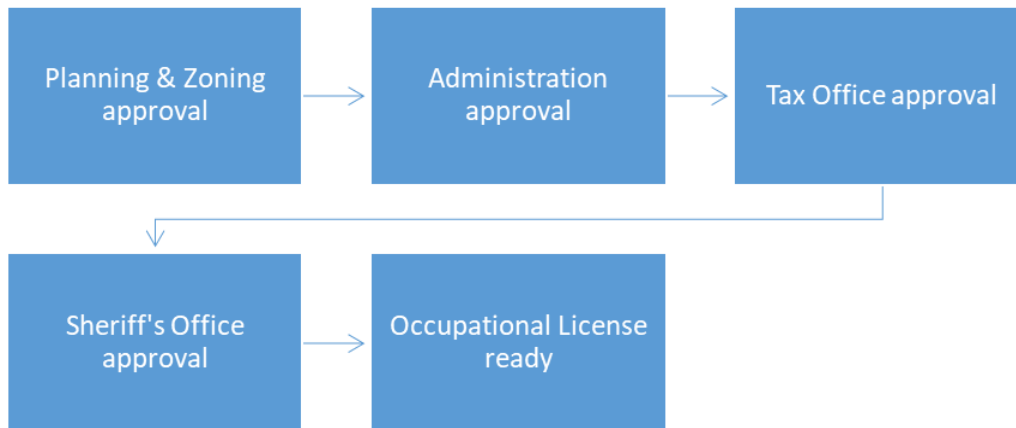 Planning & Zoning
approval
Administration
approval
Tax Office approval
Sheriff's Office
approval
Occupational License
ready